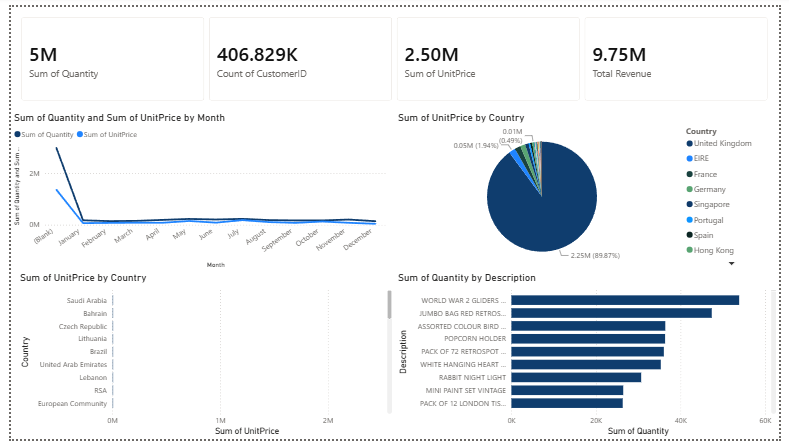 5M
Sum of Quantity
406.829K
Count of CustomerID
2.50M
Sum of UnitPrice
9.75M
Total Revenue
Sum of Quantity and Sum of UnitPrice by Month
Sum of Quantity Sum of UnitPrice
Sum of Quantity and Sum...
2M
0M
(Blank)
January
February
March
April
May
June
July
August
September
October
November
December
Month
Sum of UnitPrice by Country
0.01M
(0.49%)
0.05M (1.94%)
2.25M (89.87%)
Country
United Kingdom
EIRE
France
Germany
Singapore
Portugal
Spain
Hong Kong
Sum of UnitPrice by Country
Country
Saudi Arabia
Bahrain
Czech Republic
Lithuania
Brazil
United Arab Emirates
Lebanon
RSA
European Community
0M 1M 2M
Sum of UnitPrice
Sum of Quantity by Description
Description
WORLD WAR 2 GLIDERS ...
JUMBO BAG RED RETROS...
ASSORTED COLOUR BIRD ...
POPCORN HOLDER
PACK OF 72 RETROSPOT ...
WHITE HANGING HEART ...
RABBIT NIGHT LIGHT
MINI PAINT SET VINTAGE
PACK OF 12 LONDON TIS...
0K 20K 40K 60K
Sum of Quantity